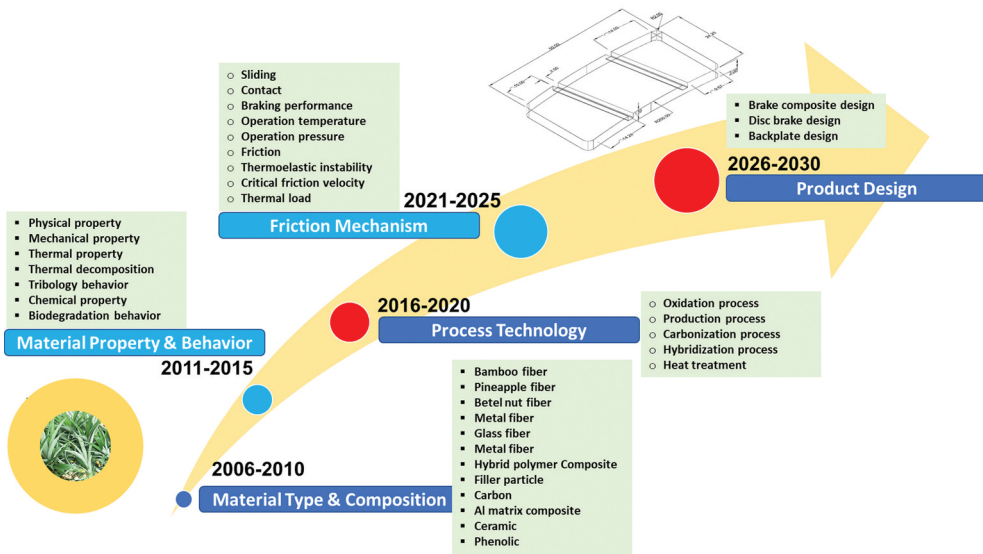 Sliding
Contact
Braking performance
Operation temperature
Operation pressure
Friction
Thermoelastic instability
Critical friction velocity
Thermal load
2021-2025
Friction Mechanism
Brake composite design
Disc brake design
Backplate design
2026-2030
Product Design
Physical property
Mechanical property
Thermal property
Thermal decomposition
Tribology behavior
Chemical property
Biodegradation behavior
Material Property & Behavior
2011-2015
2016-2020
Process Technology
Oxidation process
Production process
Carbonization process
Hybridization process
Heat treatment
2006-2010
Material Type & Composition
Bamboo fiber
Pineapple fiber
Betel nut fiber
Metal fiber
Glass fiber
Metal fiber
Hybrid polymer Composite
Filler particle
Carbon
Al matrix composite
Ceramic
Phenolic